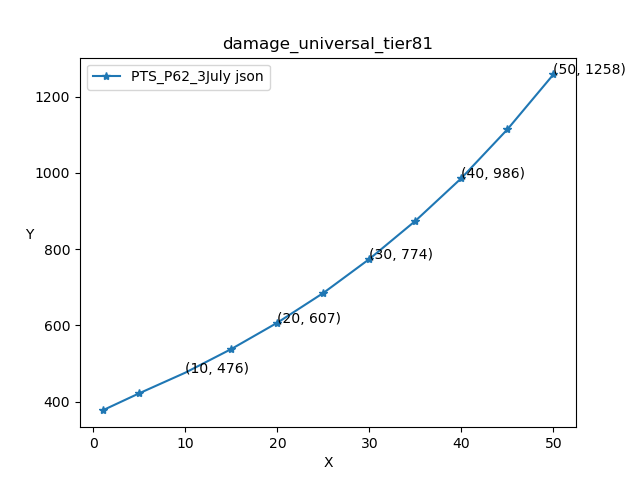 damage_universal_tier81
PTS_P62_3July json
(50, 1258)
1200
(40, 986)
1000
Y
800
(30, 774)
600
(20, 607)
(10, 476)
400
0 10 20 30 40 50
X